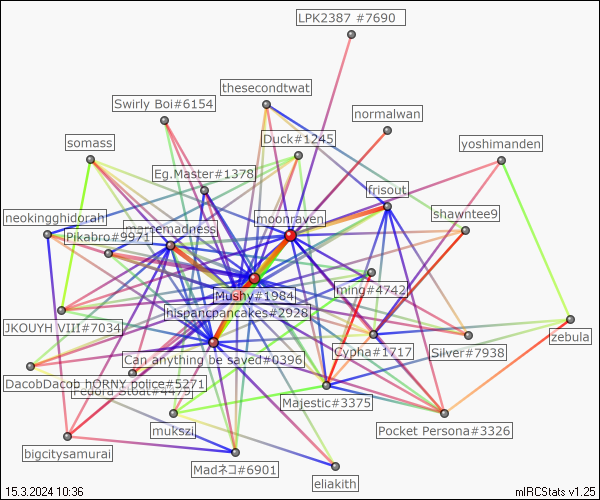 LPK2387 #7690
thesecondtwat
Swirly Boi#6154
normalwan
Duck#1245
somass
yoshimanden
Eg.Master#1378
frisout
neokingghidorah
moonraven
shawntee9
marremadness
Pikabro#9971
ming#4742
Mushy#1984
hispancpancakes#2928
JKOUYH VIII#7034
zebula
Cypha#1717
Silver#7938
Can anything be saved#0396
DacobDacob hORNY police#5271
Fedora Stoat#4475
Majestic#3375
mukszi
Pocket Persona#3326
bigcitysamurai
Madネコ#6901
eliakith
15.3.2024 10:36
mIRCStats v1.25